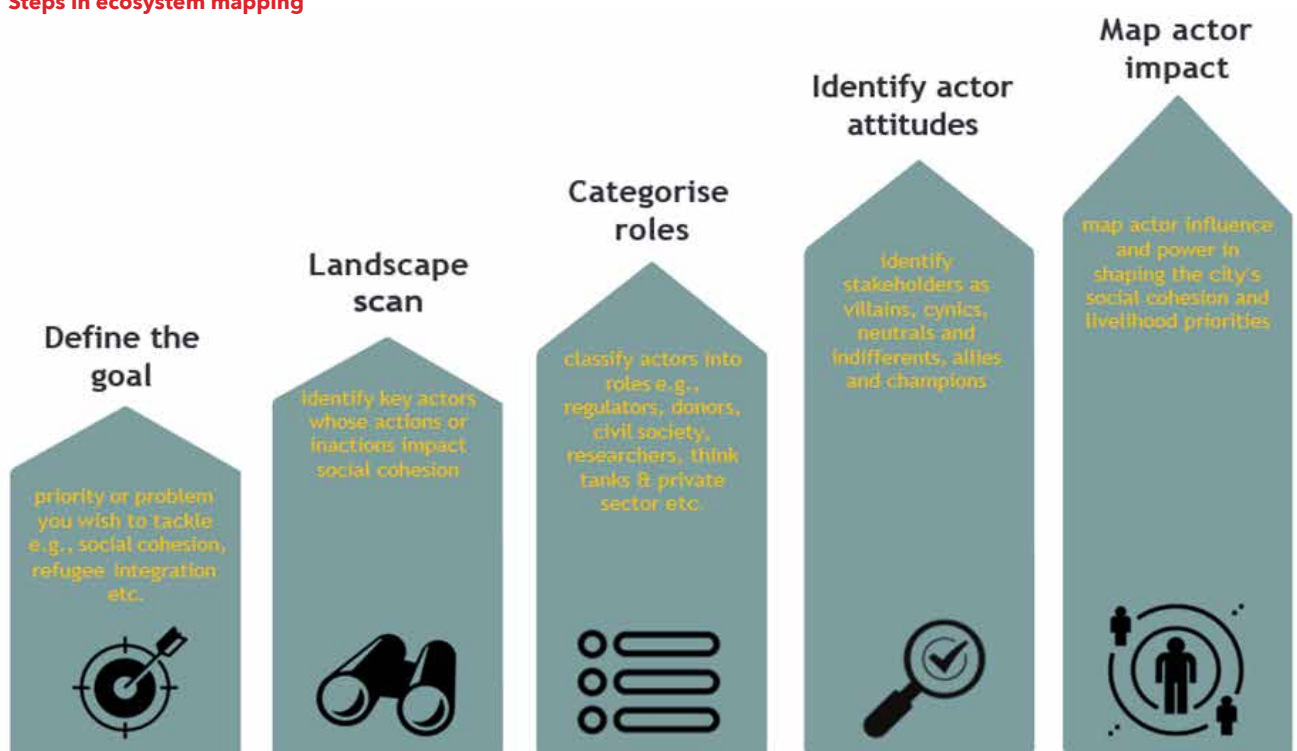 Steps in ecosystem mapping
Define the
goal
priority or problem
you wish to tackle
e.g., social cohesion,
refugee integration
etc.
Landscape
scan
identify key actors
whose actions or
inactions impact
social cohesion
Categorise
roles
classify actors into
roles e.g.,
regulators, donors,
civil society,
researchers, think
tanks & private
sector etc.
Identify actor
attitudes
identify
stakeholders as
villains, cynics,
neutrals and
indifferents, allies
and champions
Map actor
impact
map actor influence
and power in
shaping the city's
social cohesion and
livelihood priorities